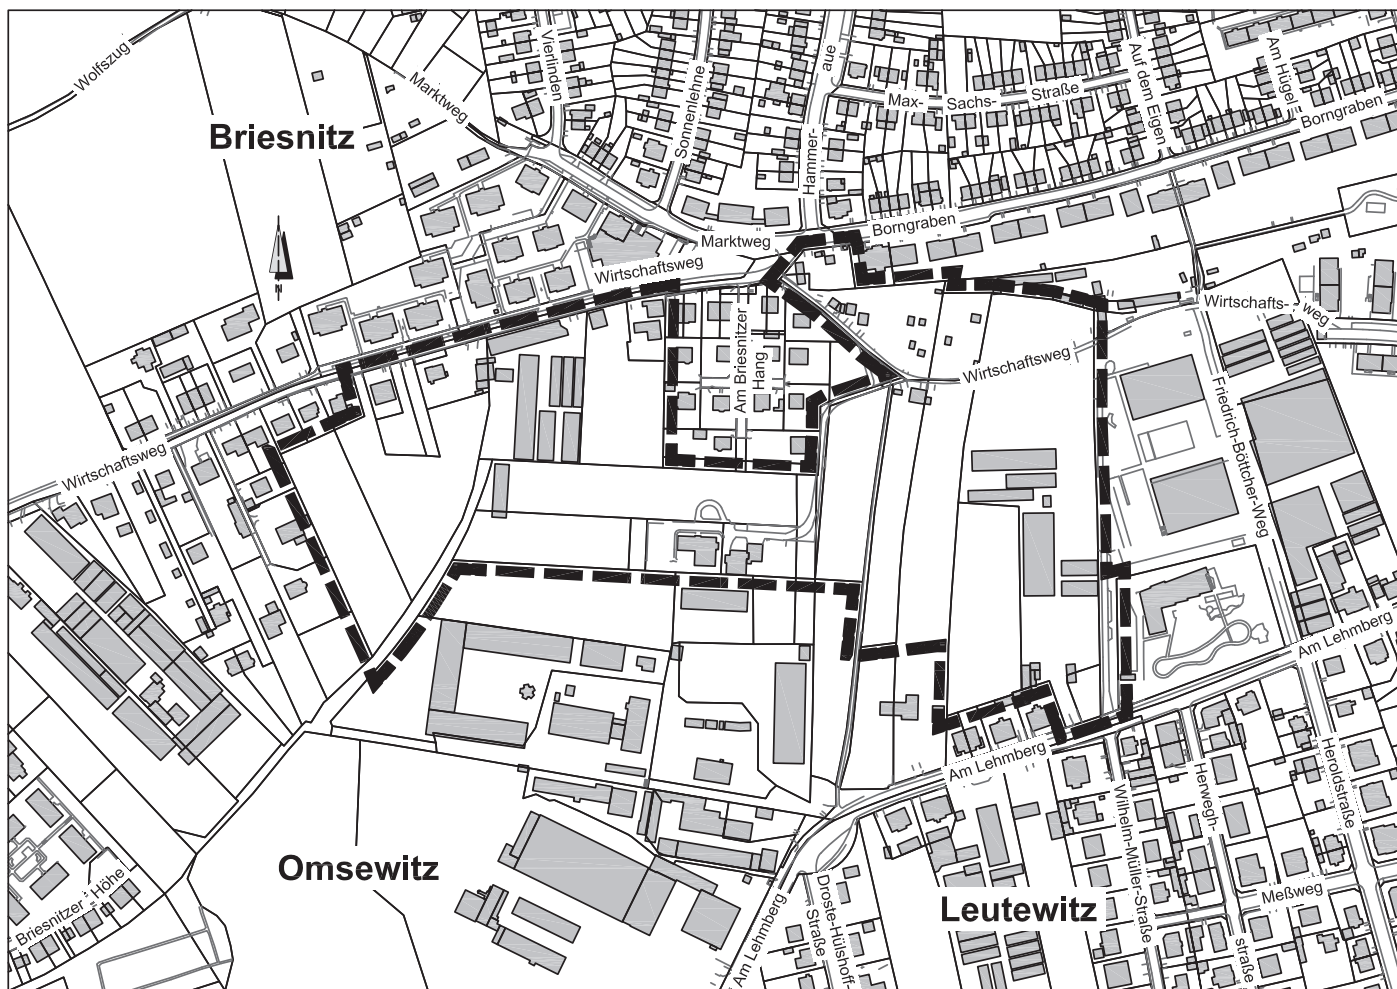 Wolfszug
Marktweg
Vierlinden
Sonnenlehne
Hammer-
aue
Max-
Sachs-
Straße
Auf dem Eigen
Am Hügel
Borngraben
Briesnitz
Borngraben
Marktweg
Wirtschaftsweg
N
Wirtschafts-
weg
Am Briesnitzer
Hang
Wirtschaftsweg
Friedrich-Böttcher-Weg
Wirtschaftsweg
Am Lehmberg
Am Lehmberg
Heroldstraße
Herwegh-
straße
Wilhelm-Müller-Straße
Omsewitz
Briesnitzer Höhe
Leutewitz
Meßweg
Droste-Hülshoff-
Straße
Am Lehmberg